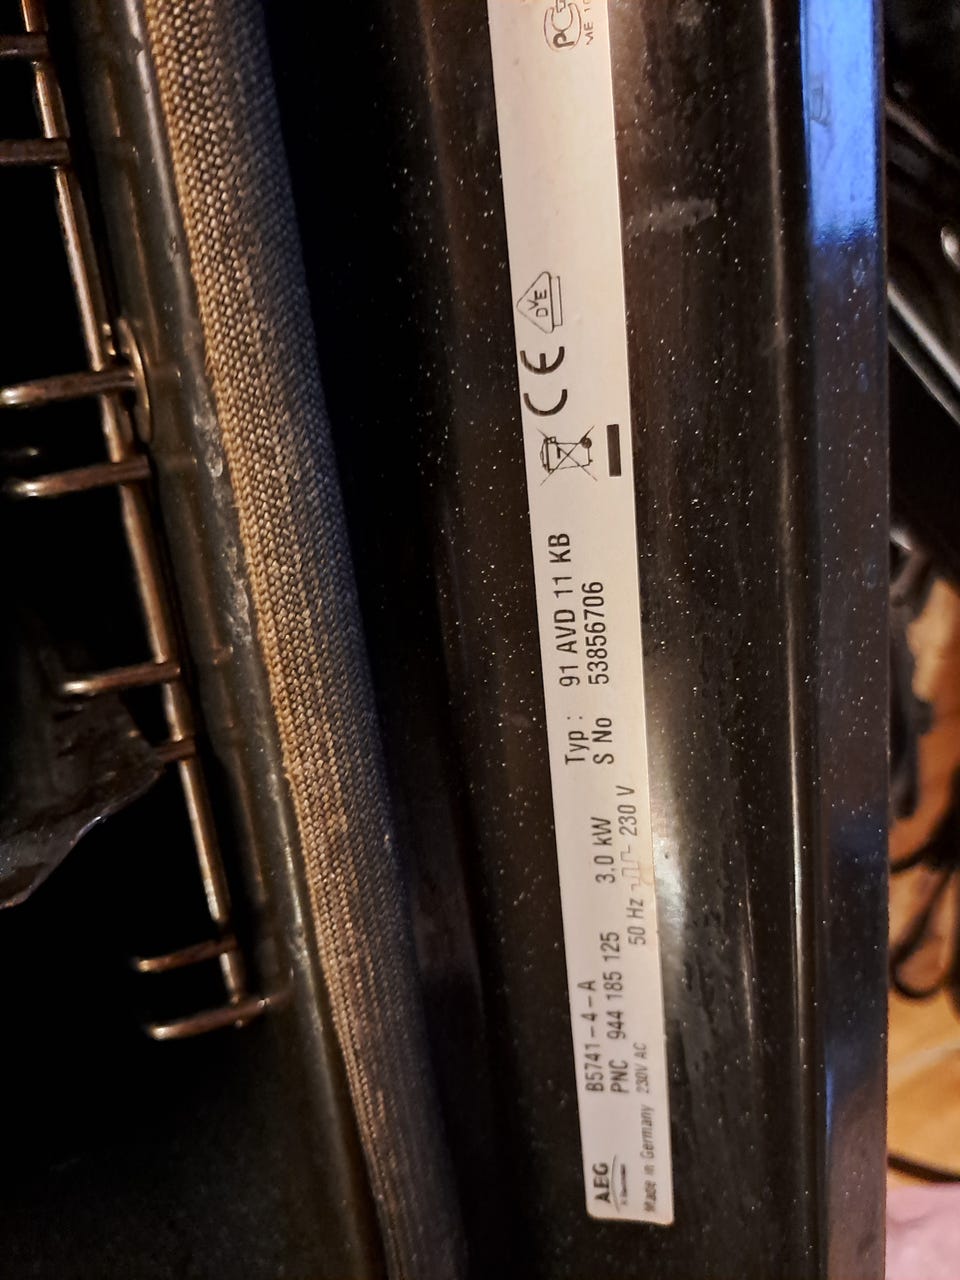 AEG
B5741-4-A
PNC 944 185 125
Made in Germany 230V AC
3.0 kW
50 Hz 230 V
Typ: 91 AVD 11 KB
S No 53856706
CE
DVE